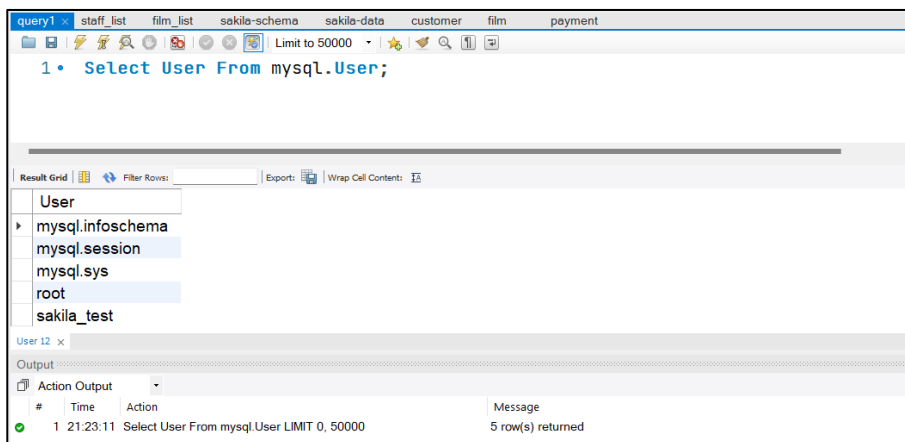 query1 × staff_list film_list sakila-schema sakila-data customer film payment
Limit to 50000
1 Select User From mysql.User;
Result Grid Filter Rows: Export: Wrap Cell Content: IA
User
mysql.infoschema
mysql.session
mysql.sys
root
sakila_test
User 12 ×
Output
Action Output
# Time Action Message
1 21:23:11 Select User From mysql.User LIMIT 0, 50000 5 row(s) returned